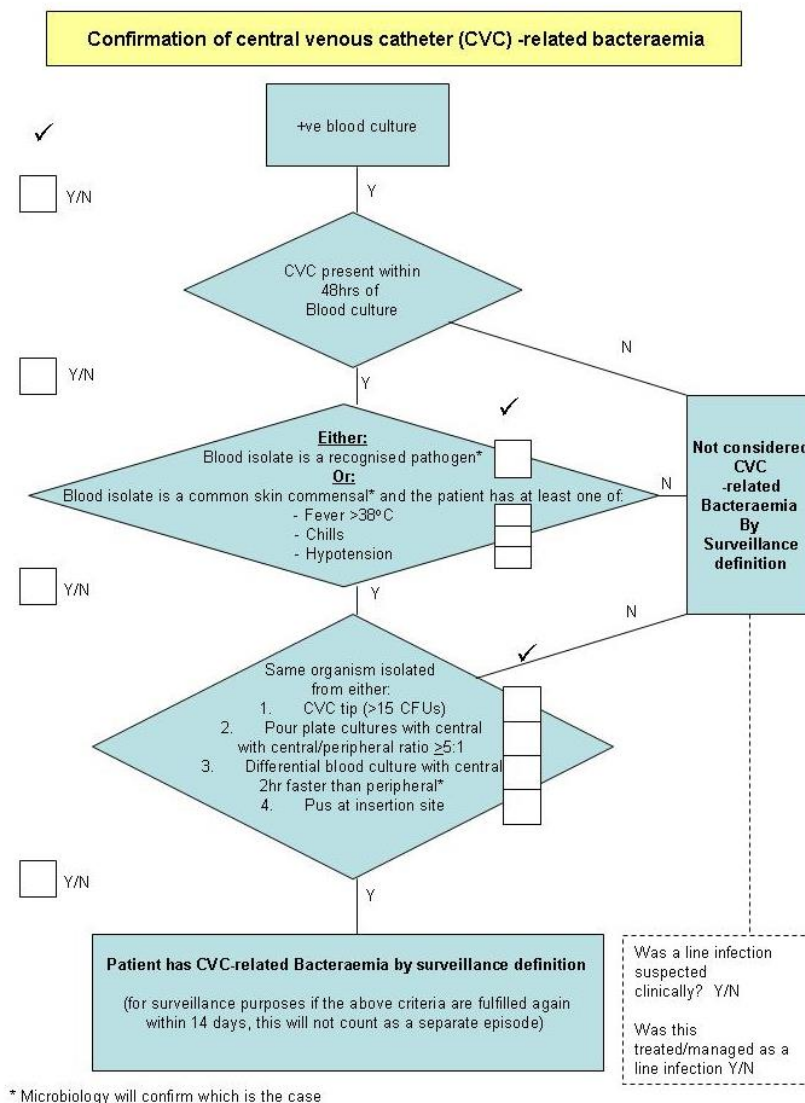 Confirmation of central venous catheter (CVC) -related bacteraemia
✓
+ve blood culture
Y/N
Y
CVC present within
48hrs of
Blood culture
N
Y/N
Y
✓
Either:
Blood isolate is a recognised pathogen*
Or:
Blood isolate is a common skin commensal* and the patient has at least one of:
- Fever >38°C
- Chills
- Hypotension
N
Not considered
CVC
-related
Bacteraemia
By
Surveillance
definition
Y/N
Y
N
✓
Same organism isolated
from either:
1. CVC tip (>15 CFUs)
2. Pour plate cultures with central
with central/peripheral ratio ≥5:1
3. Differential blood culture with central
2hr faster than peripheral*
4. Pus at insertion site
Y/N
Y
Patient has CVC-related Bacteraemia by surveillance definition
(for surveillance purposes if the above criteria are fulfilled again
within 14 days, this will not count as a separate episode)
Was a line infection
suspected
clinically? Y/N
Was this
treated/managed as a
line infection Y/N
* Microbiology will confirm which is the case